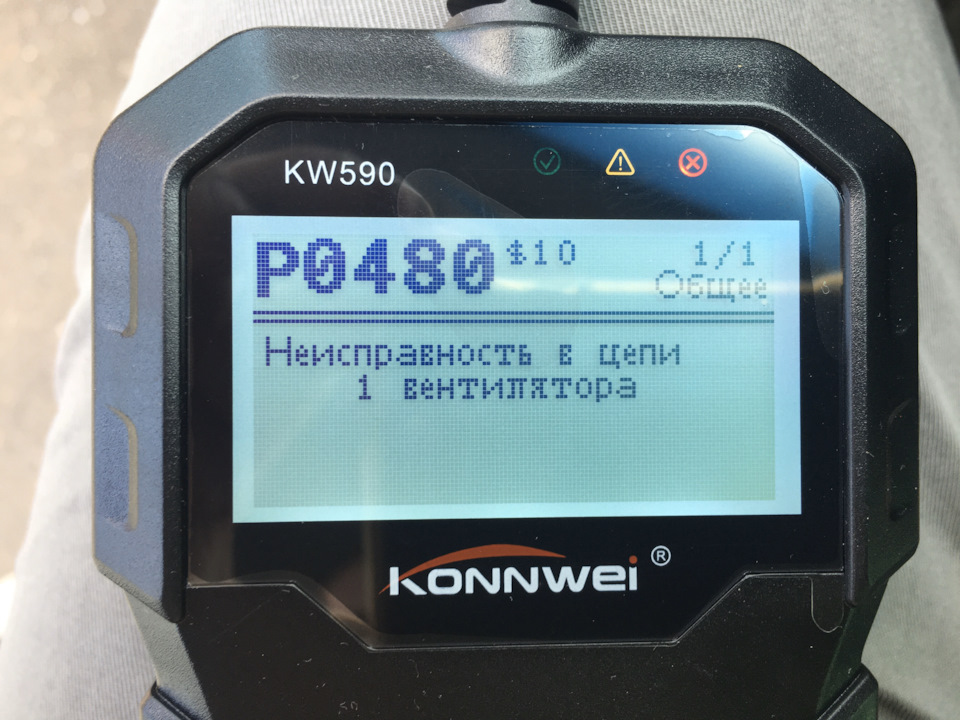 KW590
P0480 $10 1/1
Общее
Неисправность в цепи
1 вентилятора
KONNWEI ®